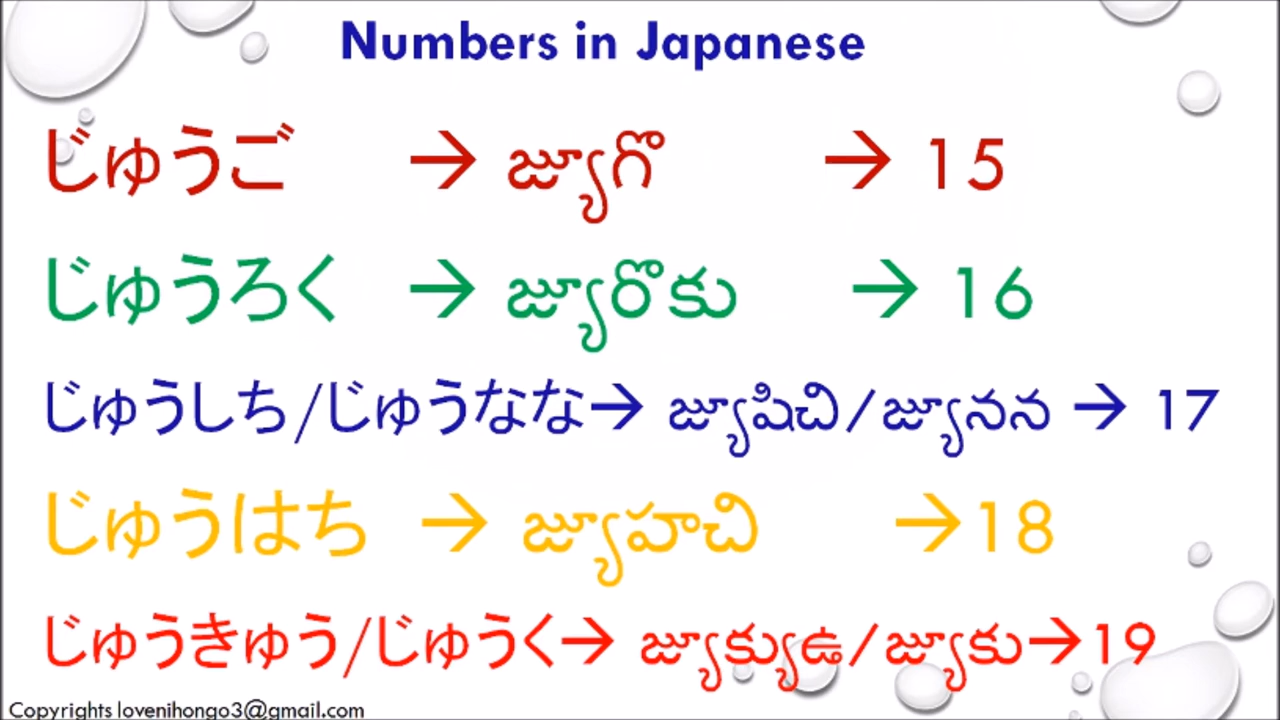 Numbers in Japanese
じゅうご → జ్యూగొ → 15
じゅうろく → జ్యూరొకు → 16
じゅうしち/じゅうなな→ జ్యూషిచి/జ్యూనన → 17
じゅうはち → జ్యూహచి →18
じゅうきゅう/じゅうく→ జ్యూక్యుఉ/జ్యూకు→19
Copyrights lovenihongo3@gmail.com